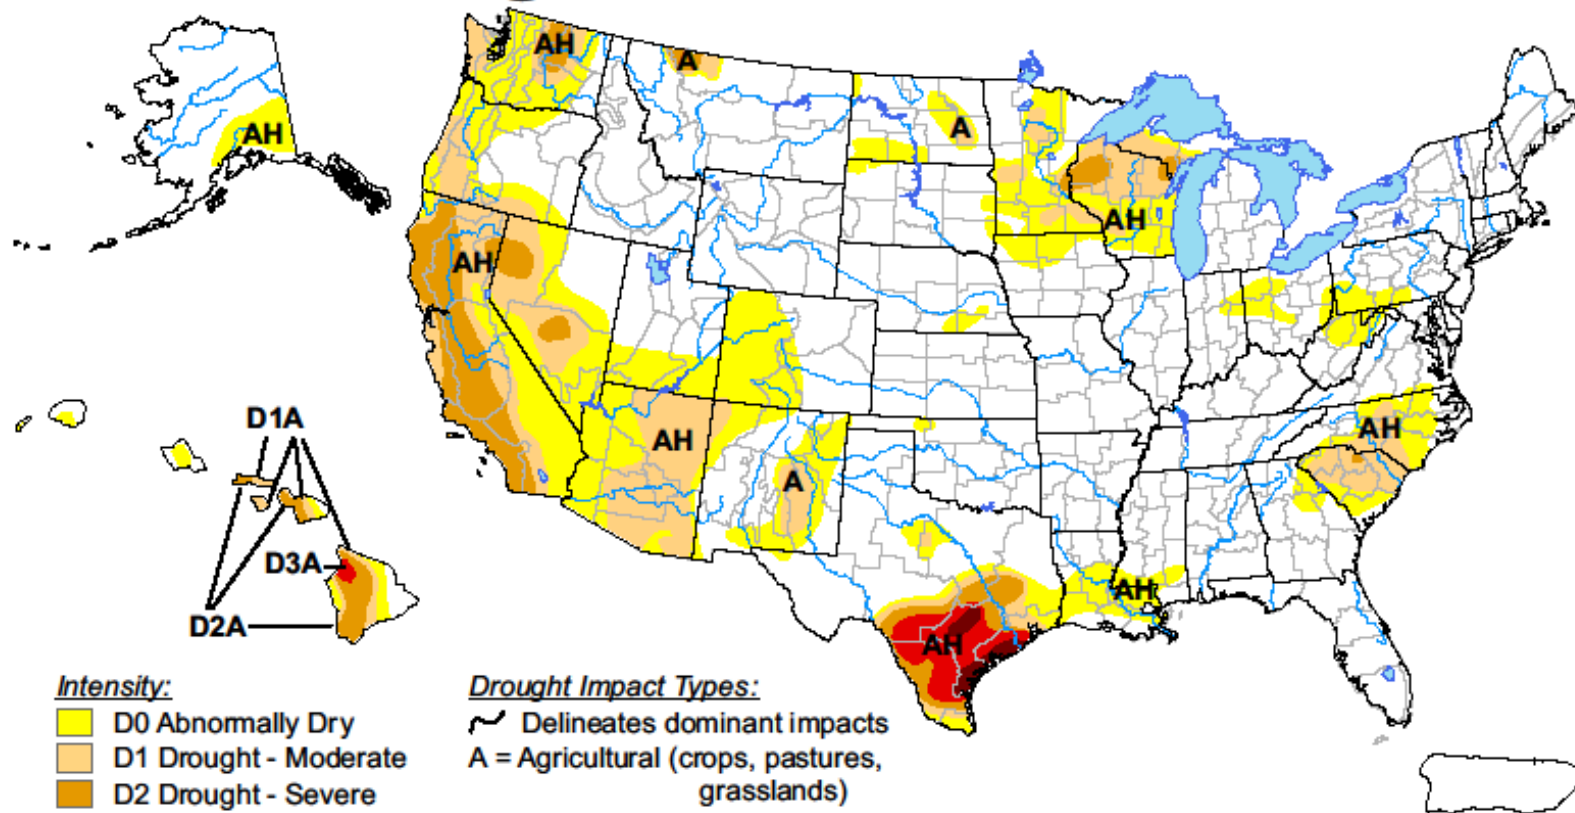 AH
A
AH
A
AH
AH
D1A
AH
AH
A
D3A
AH
D2A
AH
Intensity:
D0 Abnormally Dry
D1 Drought - Moderate
D2 Drought - Severe
Drought Impact Types:
Delineates dominant impacts
A = Agricultural (crops, pastures,
grasslands)